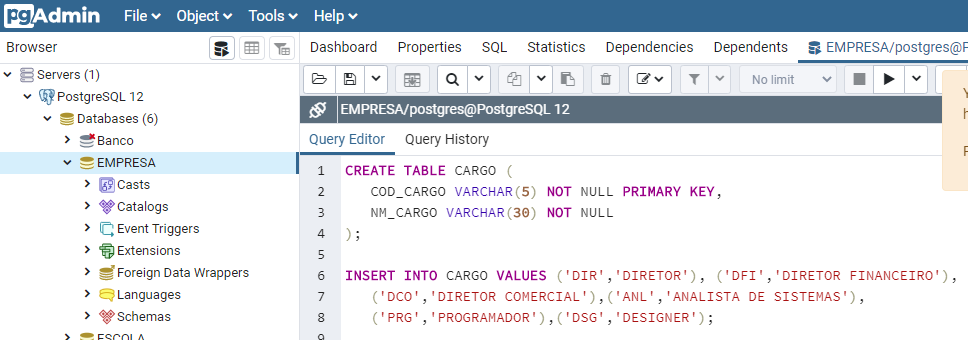 pgAdmin File Object Tools Help
Browser
Dashboard Properties SQL Statistics Dependencies Dependents EMPRESA/postgres@P
Servers (1)
PostgreSQL 12
Databases (6)
Banco
EMPRESA
Casts
Catalogs
Event Triggers
Extensions
Foreign Data Wrappers
Languages
Schemas
No limit
EMPRESA/postgres@PostgreSQL 12
Query Editor Query History
1 CREATE TABLE CARGO (
2 COD_CARGO VARCHAR(5) NOT NULL PRIMARY KEY,
3 NM_CARGO VARCHAR(30) NOT NULL
4 );
5
6 INSERT INTO CARGO VALUES ('DIR','DIRETOR'), ('DFI','DIRETOR FINANCEIRO'),
7 ('DCO','DIRETOR COMERCIAL'),('ANL','ANALISTA DE SISTEMAS'),
8 ('PRG','PROGRAMADOR'),('DSG','DESIGNER');